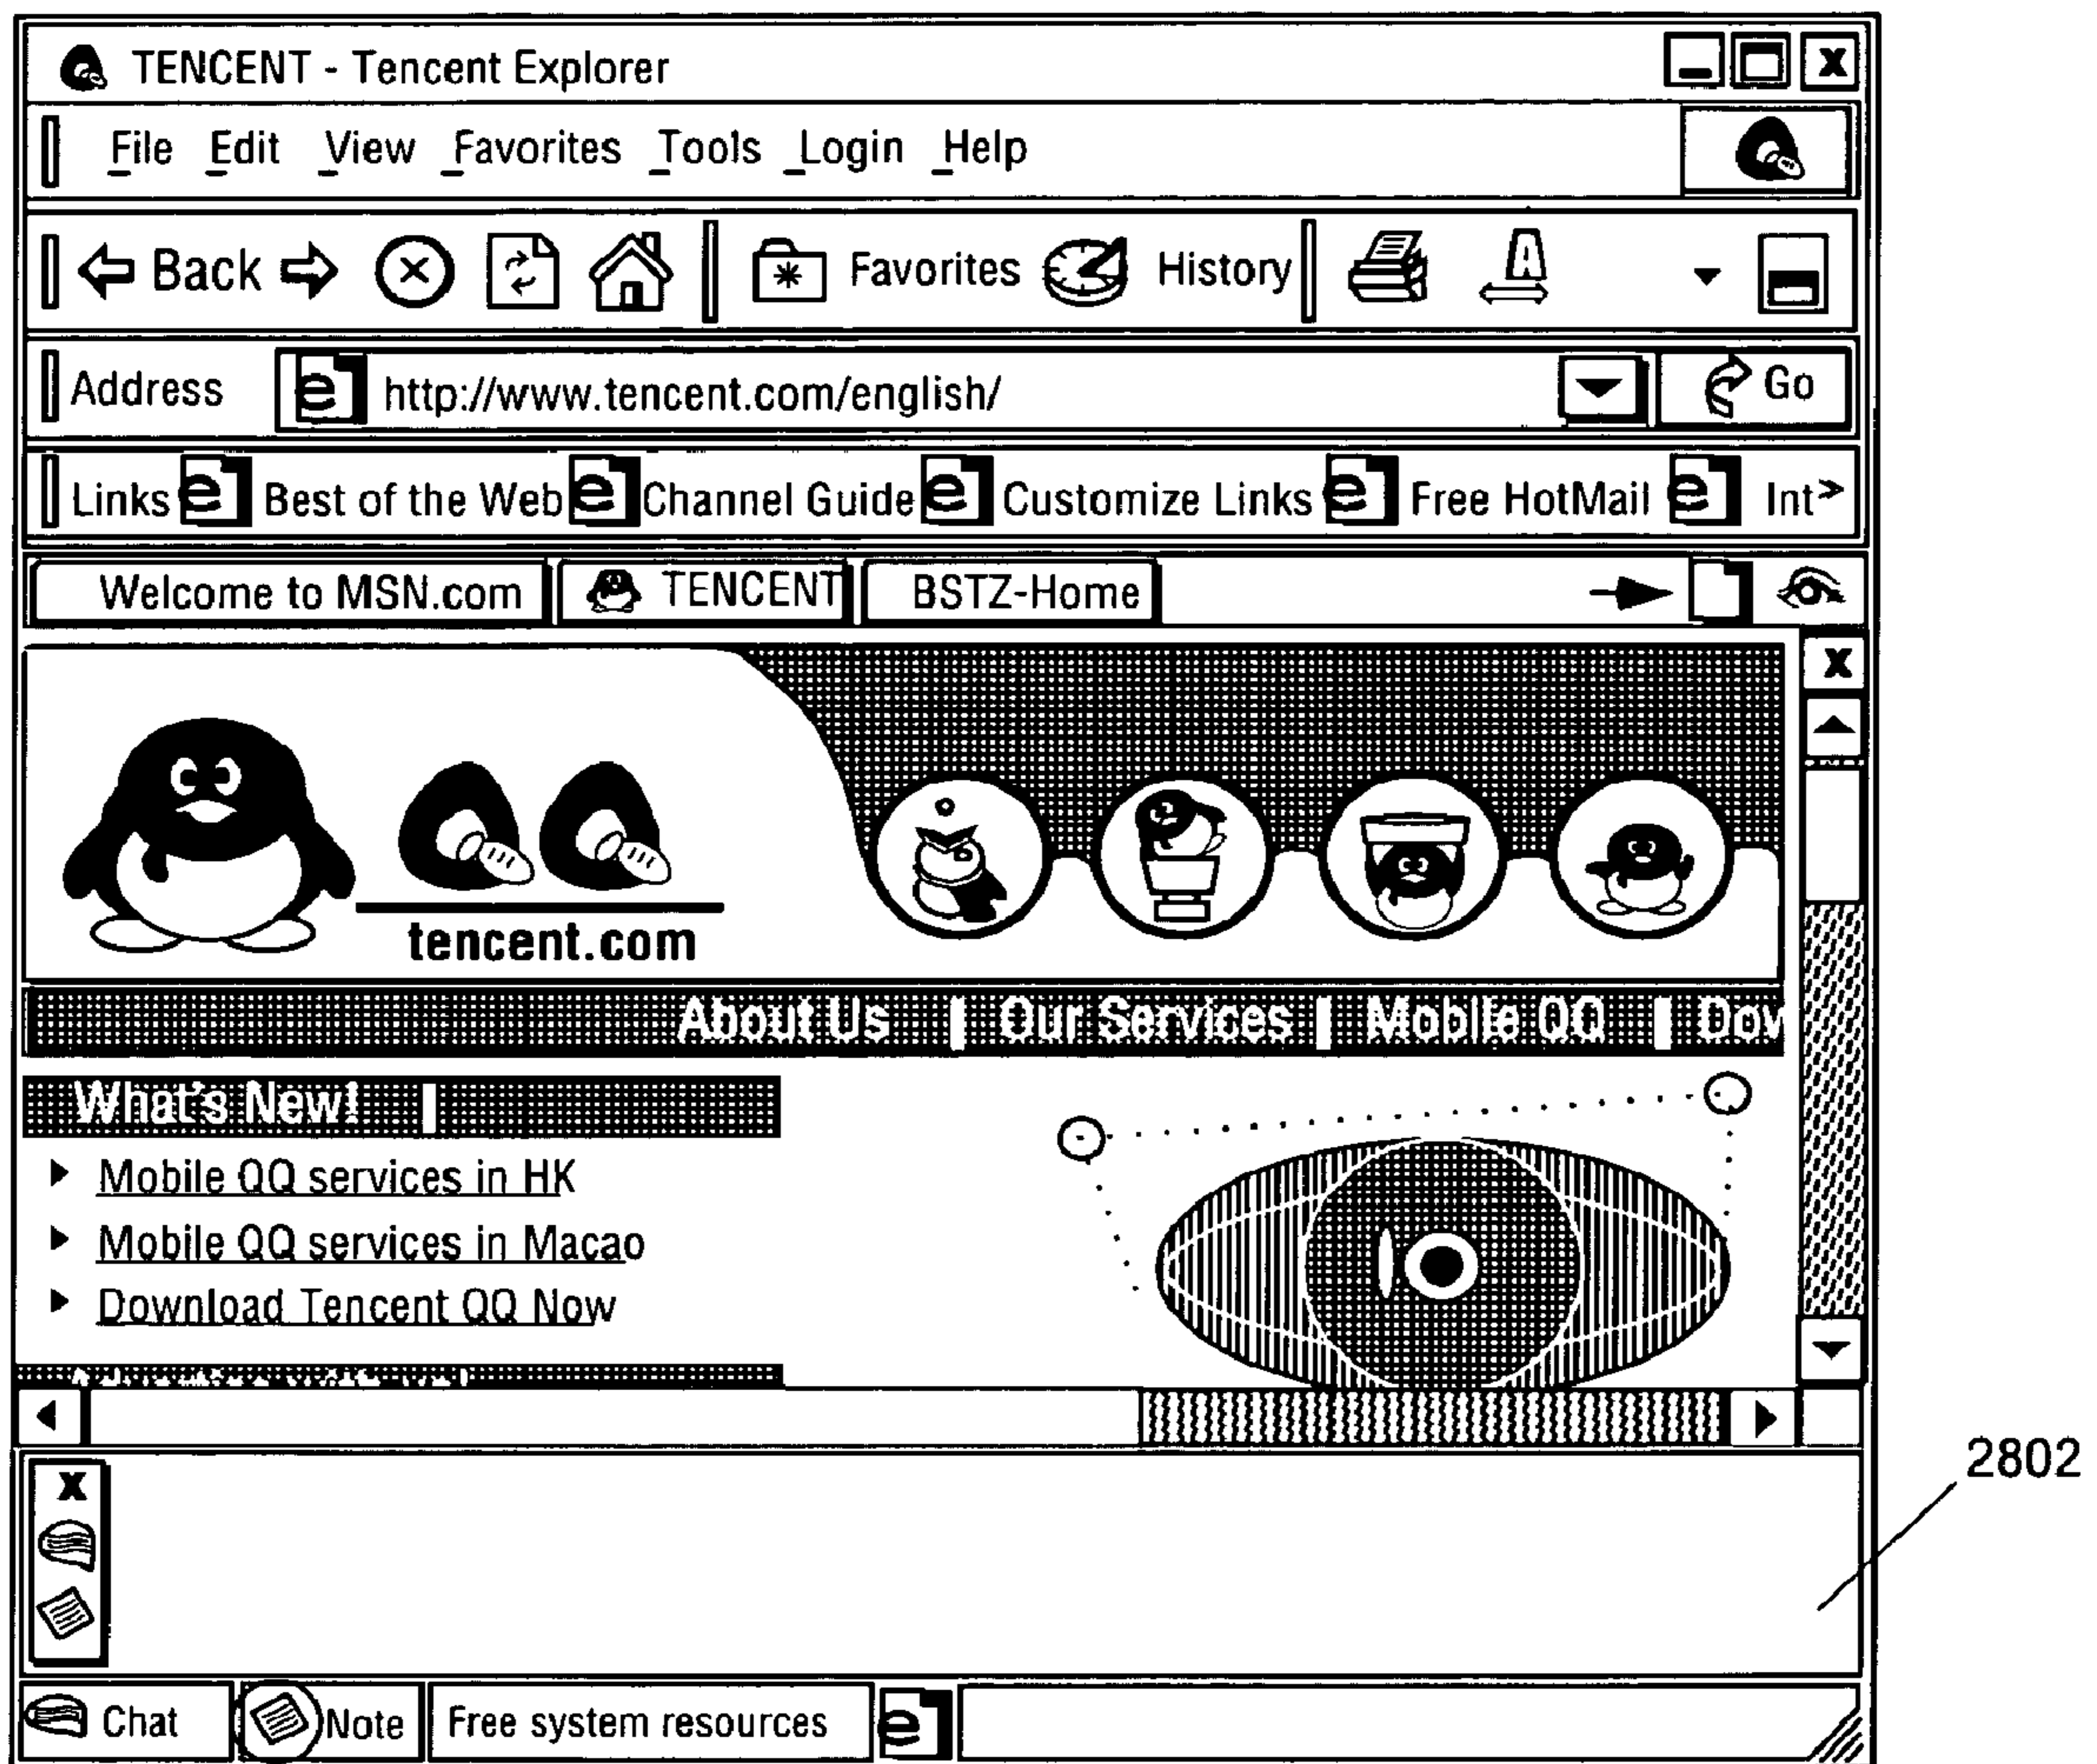 TENCENT - Tencent Explorer
File Edit View Favorites Tools Login Help
Back Favorites History
Address http://www.tencent.com/english/ Go
Links Best of the Web Channel Guide Customize Links Free HotMail Int >
Welcome to MSN.com TENCENT BSTZ-Home
tencent.com
About Us | Our Services | Mobile QQ | Dow
What's New! |
Mobile QQ services in HK
Mobile QQ services in Macao
Download Tencent QQ Now
2802
Chat Note Free system resources